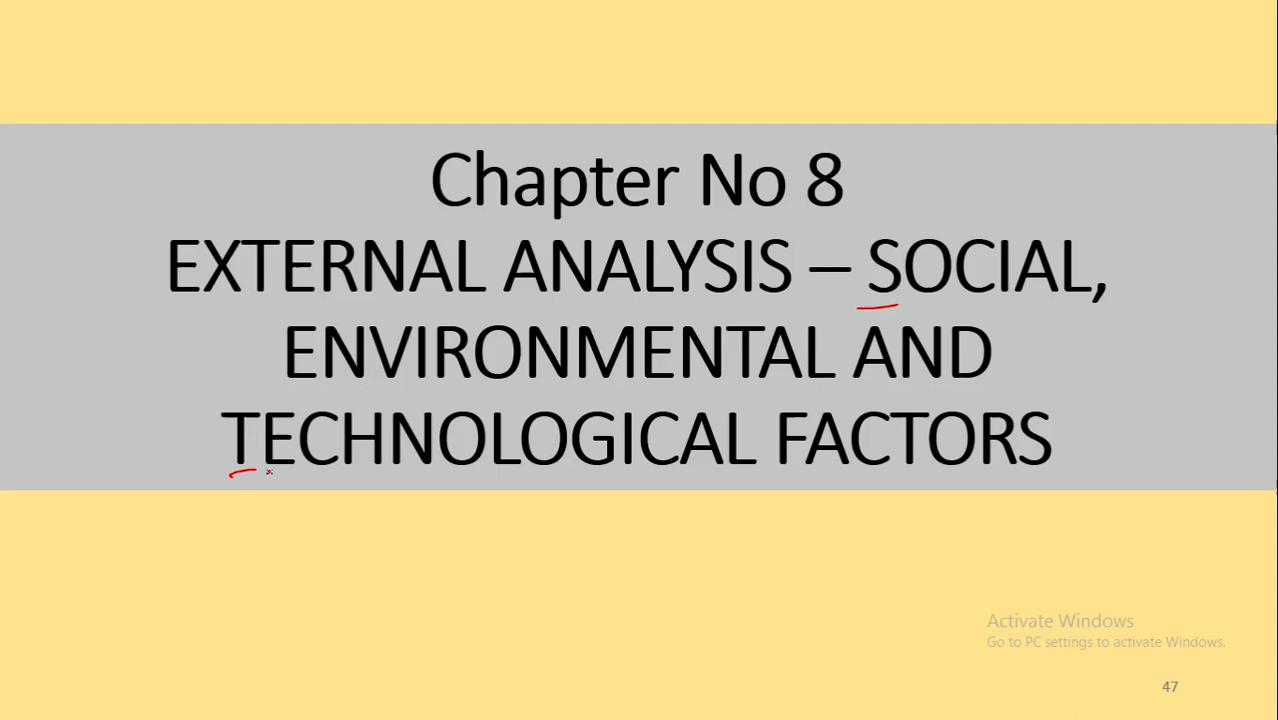 Chapter No 8
EXTERNAL ANALYSIS – SOCIAL,
ENVIRONMENTAL AND
TECHNOLOGICAL FACTORS
Activate Windows
Go to PC settings to activate Windows.
47